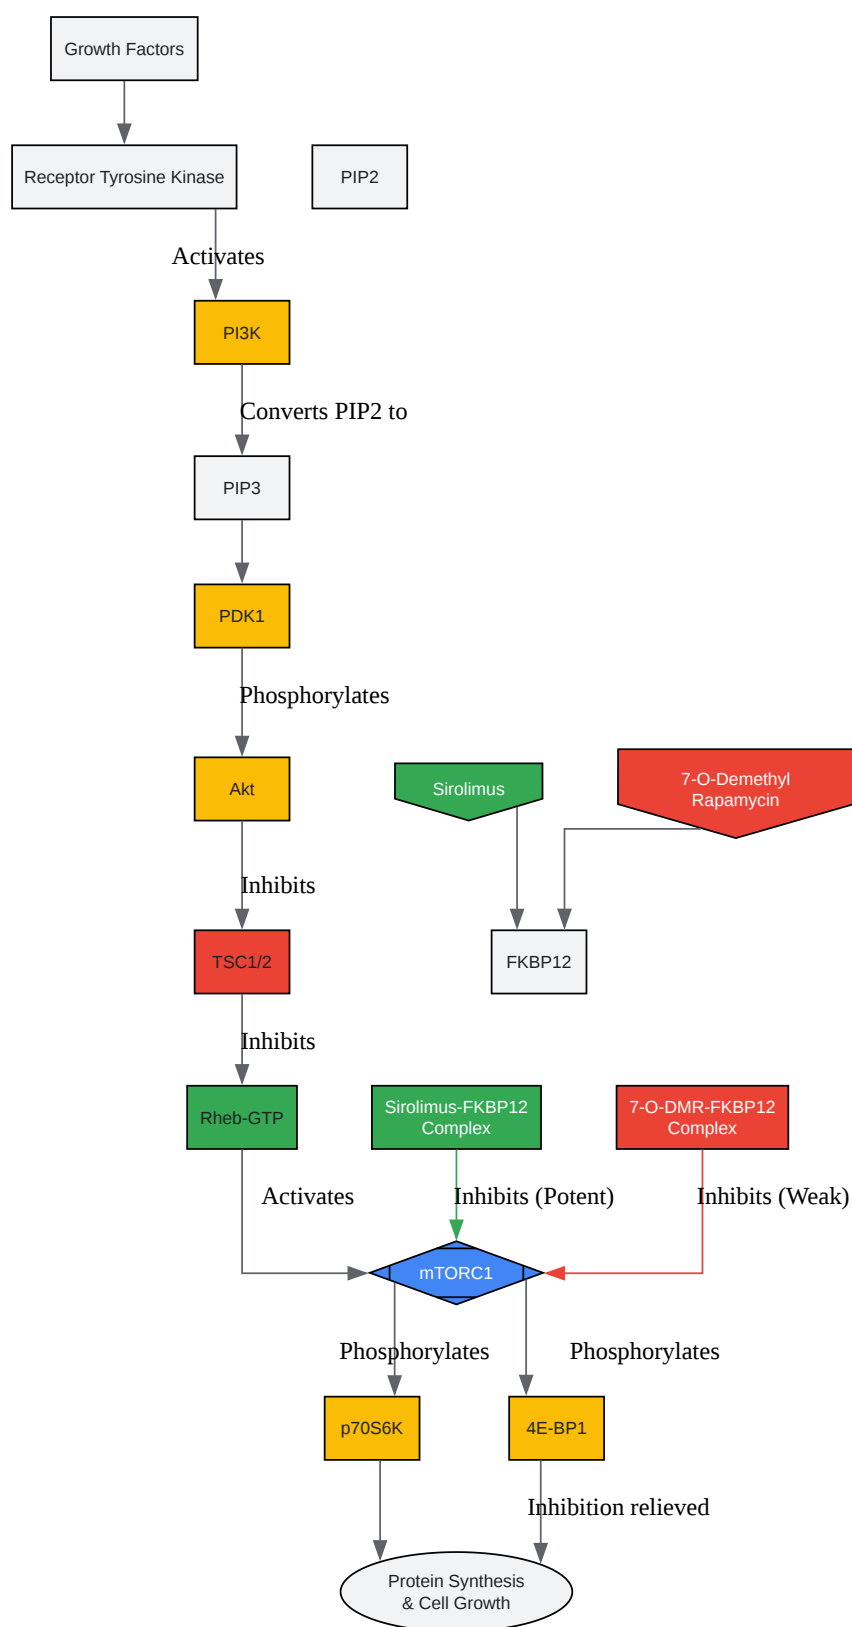 Growth Factors
Receptor Tyrosine Kinase
PIP2
Activates
PI3K
Converts PIP2 to
PIP3
PDK1
Phosphorylates
Akt
Sirolimus
7-O-Demethyl
Rapamycin
Inhibits
TSC1/2
FKBP12
Inhibits
Rheb-GTP
Sirolimus-FKBP12
Complex
7-O-DMR-FKBP12
Complex
Activates
Inhibits (Potent)
Inhibits (Weak)
mTORC1
Phosphorylates
Phosphorylates
p70S6K
4E-BP1
Inhibition relieved
Protein Synthesis
& Cell Growth